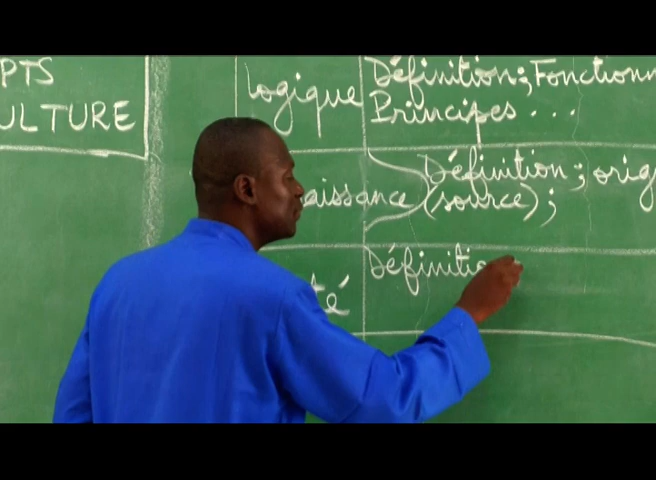 PTS
ULTURE
logique
Définition; Fonctionn
Principes...
aissance
Définition; orig
(source);
té
Définitio